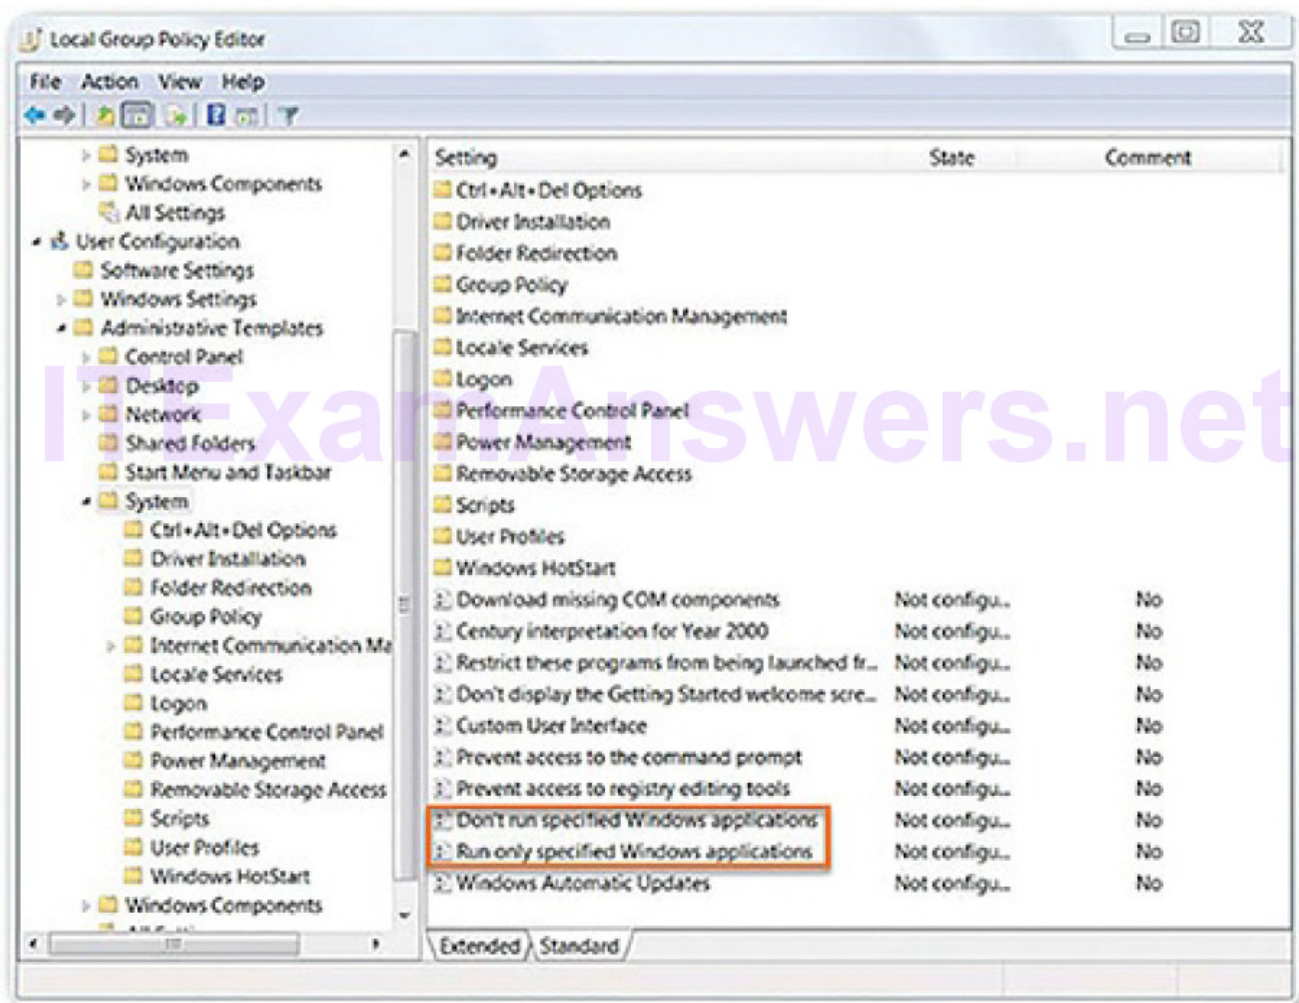 Local Group Policy Editor
File Action View Help
System
Windows Components
All Settings
User Configuration
Software Settings
Windows Settings
Administrative Templates
Control Panel
Desktop
Network
Shared Folders
Start Menu and Taskbar
System
Ctrl+Alt+Del Options
Driver Installation
Folder Redirection
Group Policy
Internet Communication Ma
Locale Services
Logon
Performance Control Panel
Power Management
Removable Storage Access
Scripts
User Profiles
Windows HotStart
Windows Components
Setting State Comment
Ctrl+Alt+Del Options
Driver Installation
Folder Redirection
Group Policy
Internet Communication Management
Locale Services
Logon
Performance Control Panel
Power Management
Removable Storage Access
Scripts
User Profiles
Windows HotStart
Download missing COM components Not configu... No
Century interpretation for Year 2000 Not configu... No
Restrict these programs from being launched fr... Not configu... No
Don't display the Getting Started welcome scre... Not configu... No
Custom User Interface Not configu... No
Prevent access to the command prompt Not configu... No
Prevent access to registry editing tools Not configu... No
Don't run specified Windows applications Not configu... No
Run only specified Windows applications Not configu... No
Windows Automatic Updates Not configu... No
Extended Standard
ITExamAnswers.net